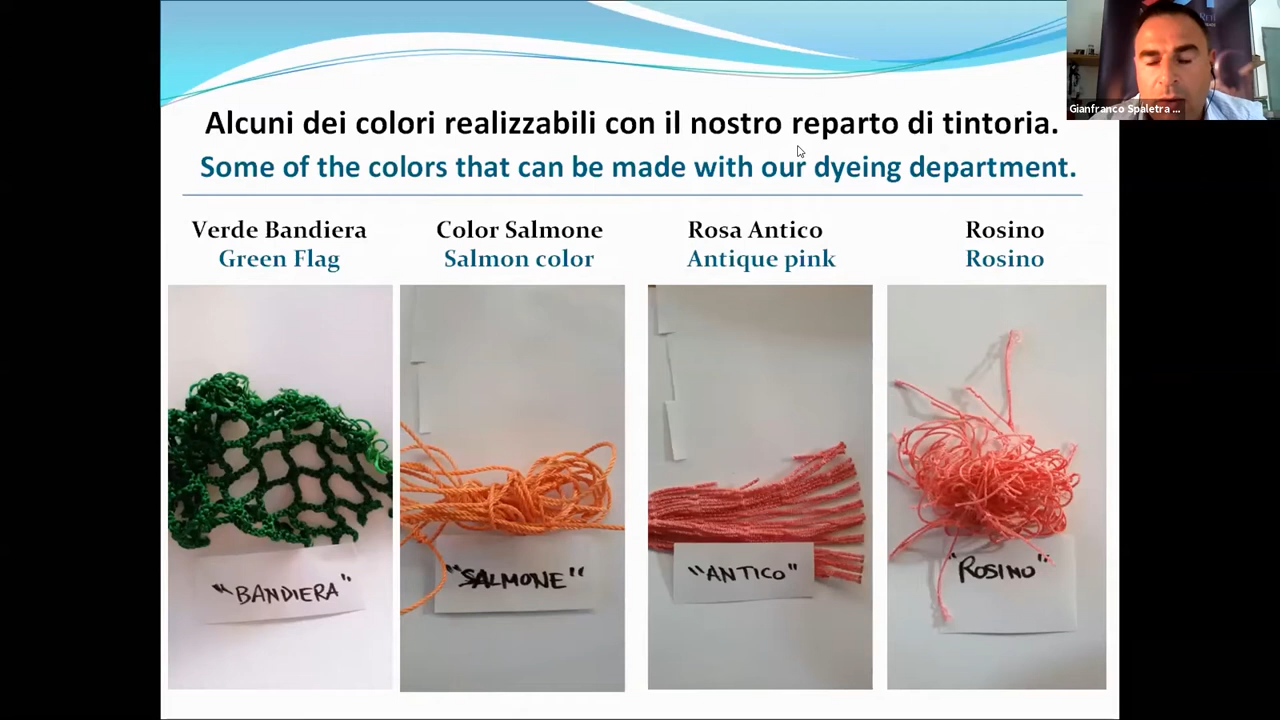 Alcuni dei colori realizzabili con il nostro reparto di tintoria.
Some of the colors that can be made with our dyeing department.
Verde Bandiera
Green Flag
Color Salmone
Salmon color
Rosa Antico
Antique pink
Rosino
Rosino
"BANDIERA"
"SALMONE"
"ANTICO"
"ROSINO"
Gianfranco Spaletra ...